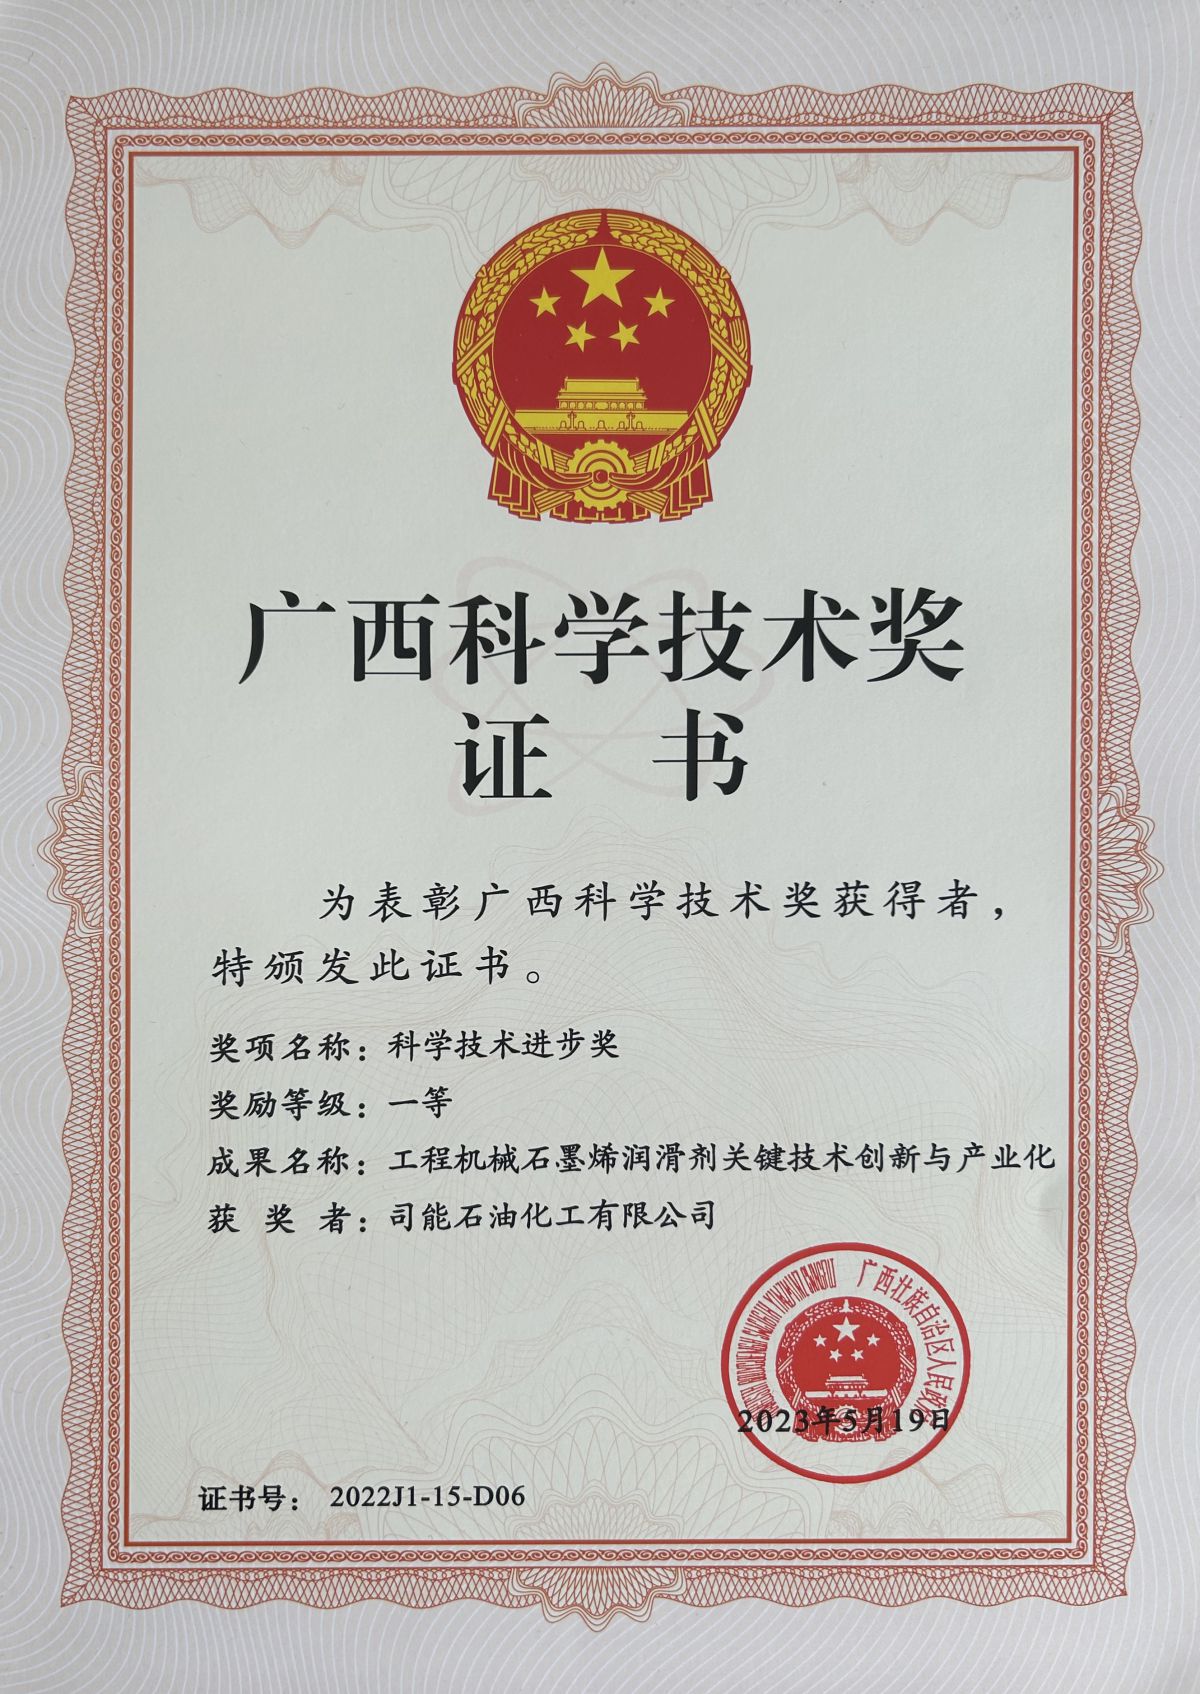 广西科学技术奖
证 书
为表彰广西科学技术奖获得者，
特颁发此证书。
奖项名称：科学技术进步奖
奖励等级：一等
成果名称：工程机械石墨烯润滑剂关键技术创新与产业化
获 奖 者：司能石油化工有限公司
广西壮族自治区人民政府
2023年5月19日
证书号： 2022J1-15-D06